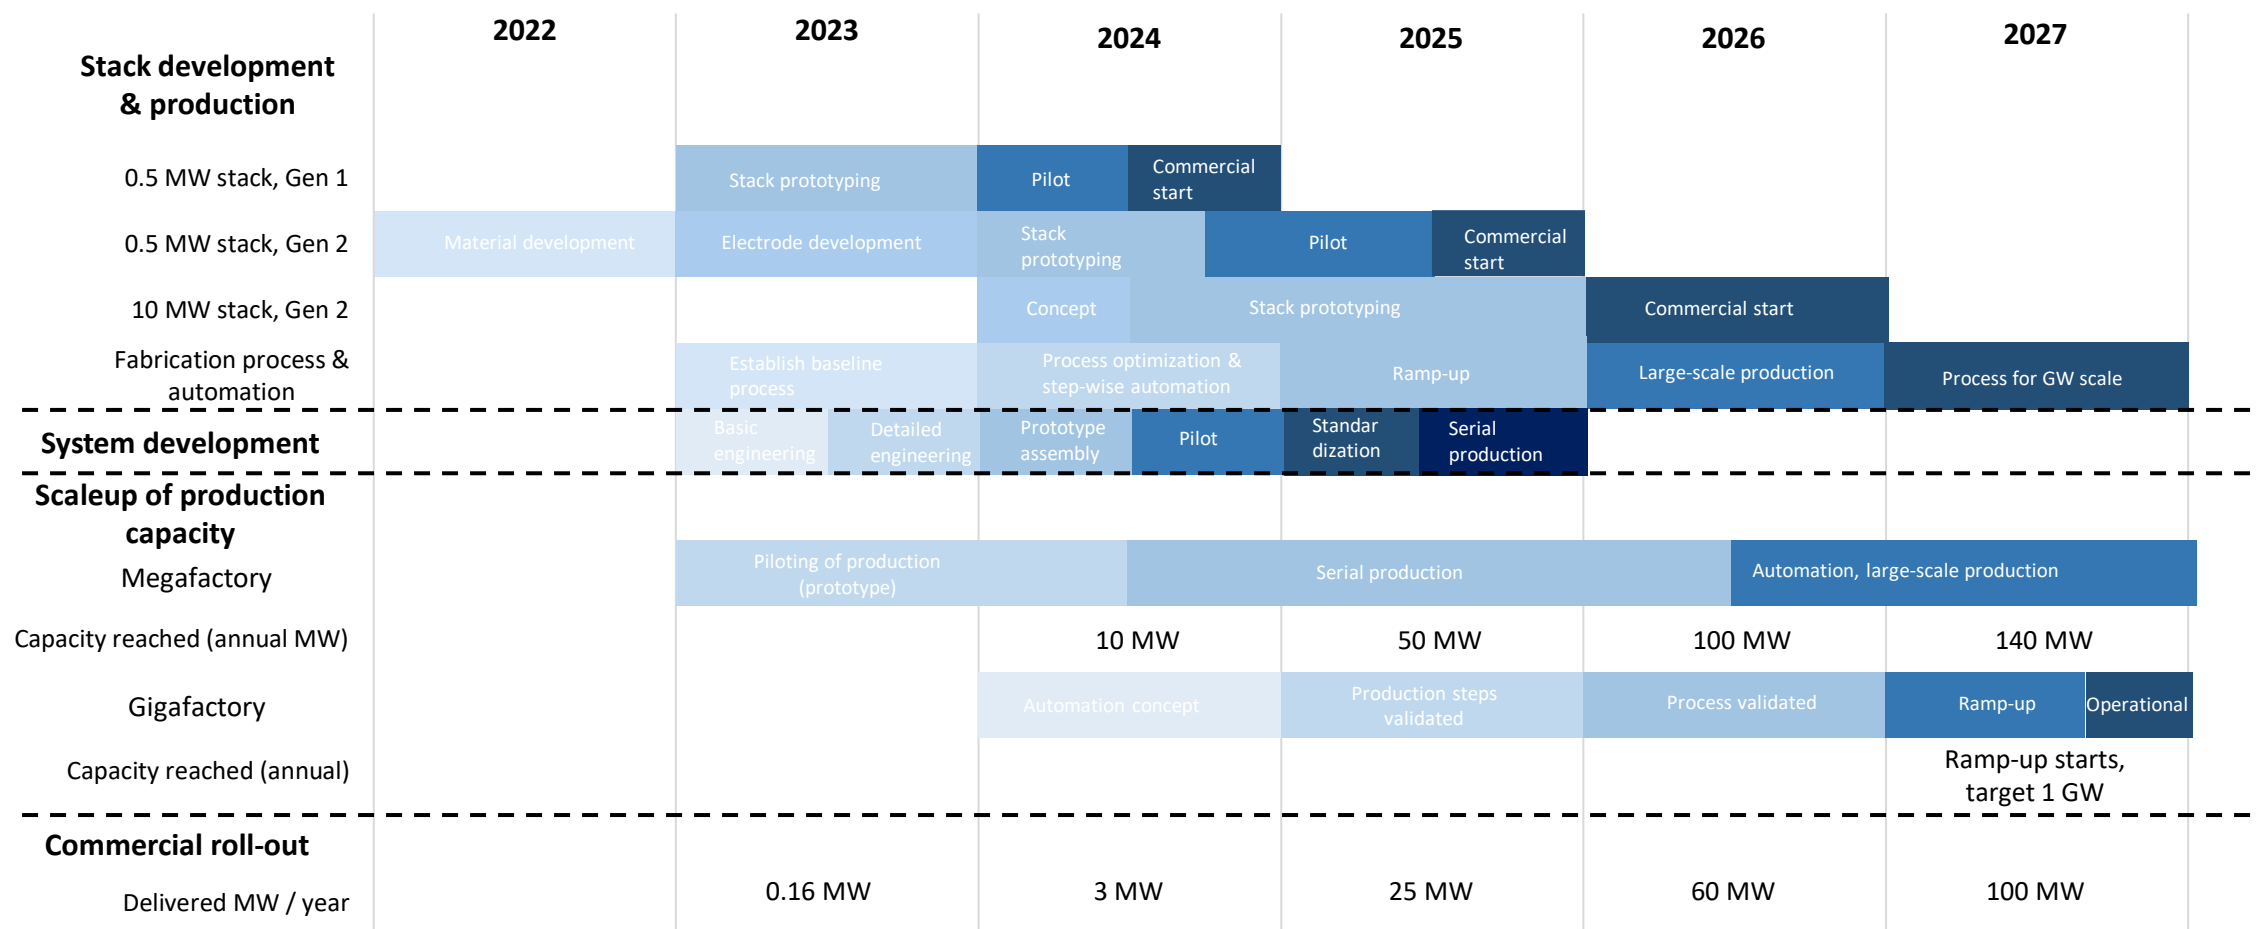 2022
2023
2024
2025
2026
2027
Stack development
& production
0.5 MW stack, Gen 1
Stack prototyping
Pilot
Commercial
start
0.5 MW stack, Gen 2
Material development
Electrode development
Stack
prototyping
Pilot
Commercial
start
10 MW stack, Gen 2
Concept
Stack prototyping
Commercial start
Fabrication process &
automation
Establish baseline
process
Process optimization &
step-wise automation
Ramp-up
Large-scale production
Process for GW scale
System development
Basic
engineering
Detailed
engineering
Prototype
assembly
Pilot
Standar
dization
Serial
production
Scaleup of production
capacity
Megafactory
Piloting of production
(prototype)
Serial production
Automation, large-scale production
Capacity reached (annual MW)
10 MW
50 MW
100 MW
140 MW
Gigafactory
Automation concept
Production steps
validated
Process validated
Ramp-up
Operational
Capacity reached (annual)
Ramp-up starts,
target 1 GW
Commercial roll-out
Delivered MW / year
0.16 MW
3 MW
25 MW
60 MW
100 MW